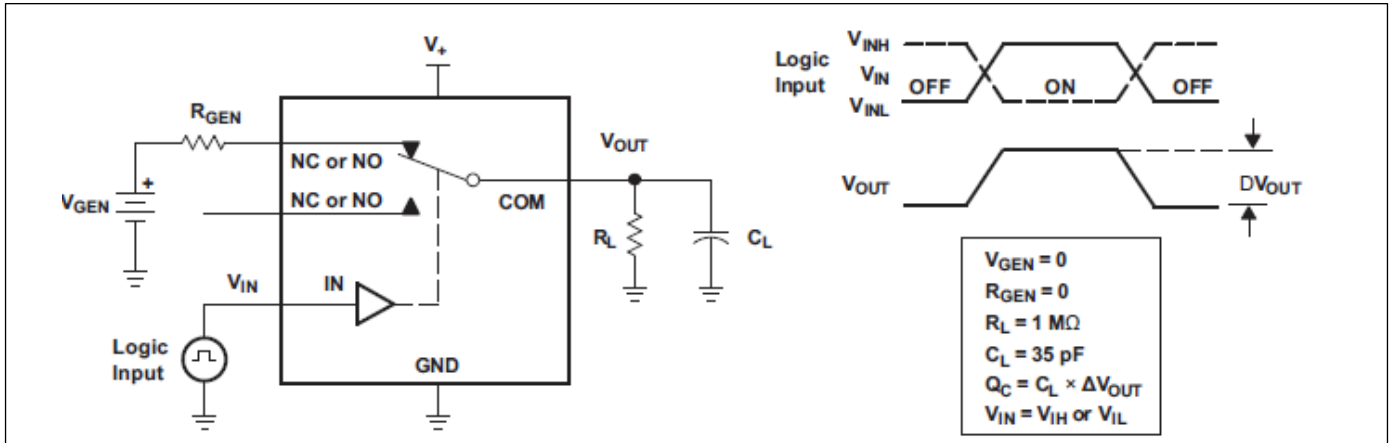 V+
RGEN
NC or NO
VOUT
VGEN
+
NC or NO
COM
RL
CL
VIN
IN
Logic
Input
GND
Logic
Input
VINH
VIN
VINL
OFF
ON
OFF
VOUT
DVOUT
VGEN = 0
RGEN = 0
RL = 1 MΩ
CL = 35 pF
QC = CL × ΔVOUT
VIN = VIH or VIL